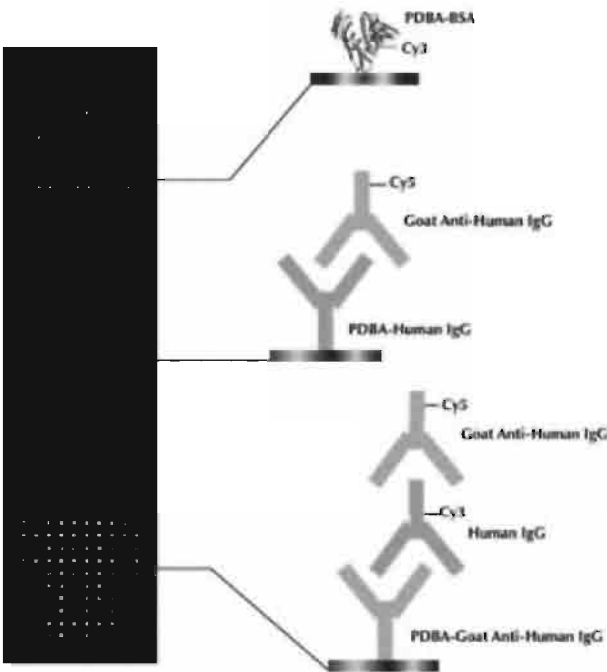 PDBA-BSA
Cy3
Cy5
Goat Anti-Human IgG
PDBA-Human IgG
Cy5
Goat Anti-Human IgG
Cy3
Human IgG
PDBA-Goat Anti-Human IgG